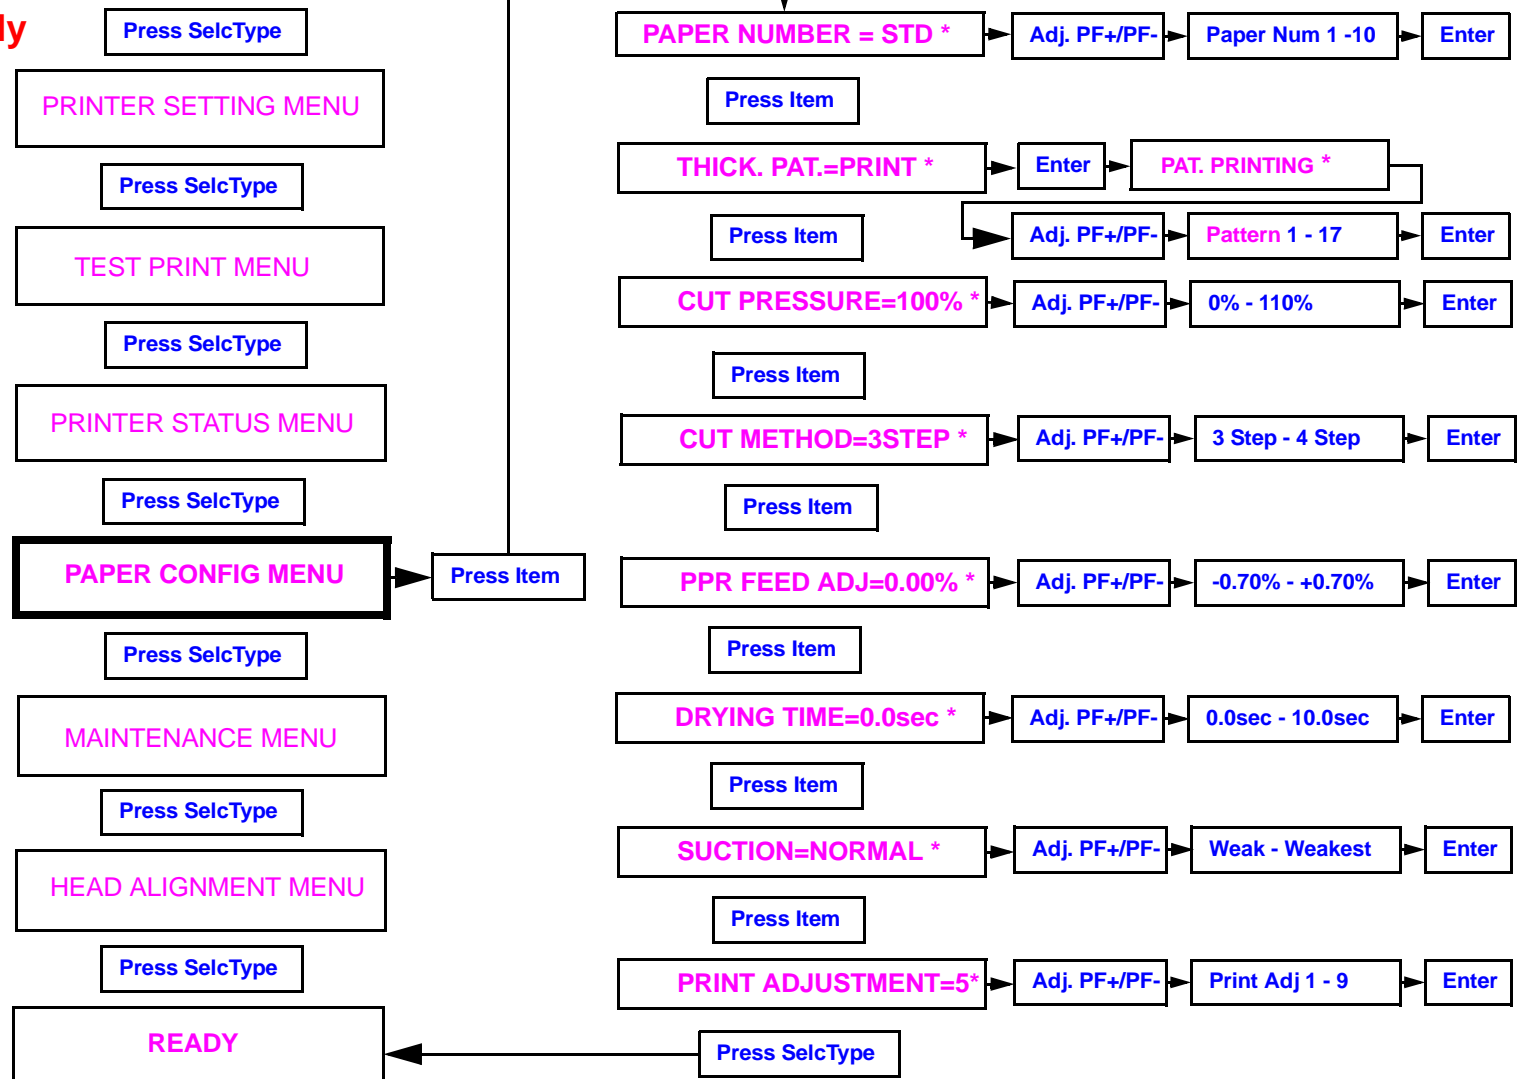 Press SelcType
PRINTER SETTING MENU
Press SelcType
TEST PRINT MENU
Press SelcType
PRINTER STATUS MENU
Press SelcType
PAPER CONFIG MENU
Press Item
Press SelcType
MAINTENANCE MENU
Press SelcType
HEAD ALIGNMENT MENU
Press SelcType
READY
PAPER NUMBER = STD * Adj. PF+/PF- Paper Num 1 -10 Enter
Press Item
THICK. PAT.=PRINT * Enter PAT. PRINTING *
Press Item Adj. PF+/PF- Pattern 1 - 17 Enter
CUT PRESSURE=100% * Adj. PF+/PF- 0% - 110% Enter
Press Item
CUT METHOD=3STEP * Adj. PF+/PF- 3 Step - 4 Step Enter
Press Item
PPR FEED ADJ=0.00% * Adj. PF+/PF- -0.70% - +0.70% Enter
Press Item
DRYING TIME=0.0sec * Adj. PF+/PF- 0.0sec - 10.0sec Enter
Press Item
SUCTION=NORMAL * Adj. PF+/PF- Weak - Weakest Enter
Press Item
PRINT ADJUSTMENT=5* Adj. PF+/PF- Print Adj 1 - 9 Enter
Press SelcType